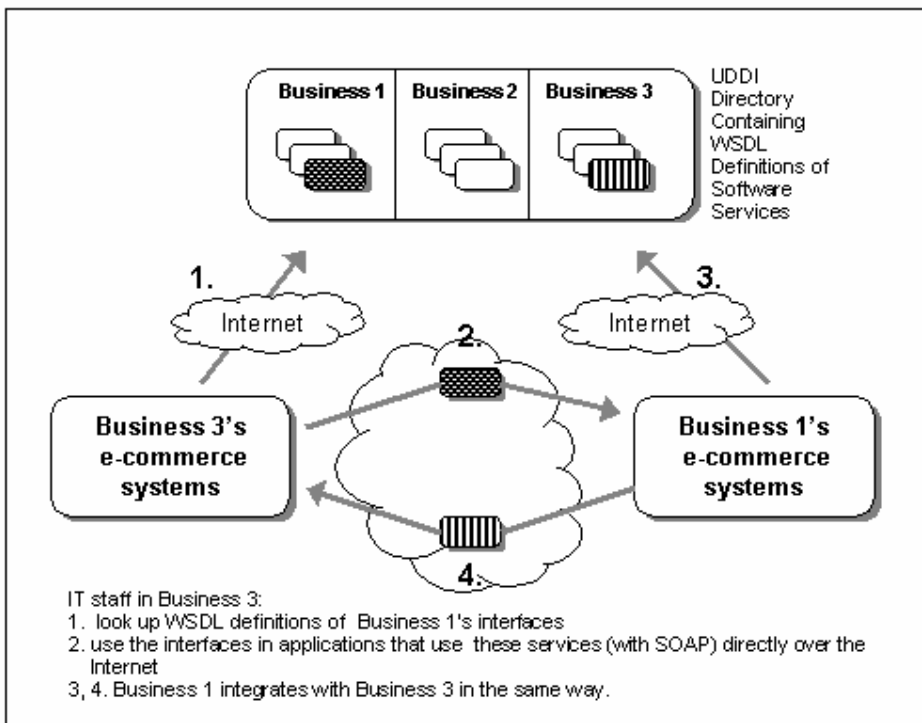 Business 1
Business 2
Business 3
UDDI
Directory
Containing
WSDL
Definitions of
Software
Services
1.
Internet
3.
Internet
2.
Business 3's
e-commerce
systems
Business 1's
e-commerce
systems
4.
IT staff in Business 3:
1. look up WSDL definitions of Business 1's interfaces
2. use the interfaces in applications that use these services (with SOAP) directly over the
Internet
3, 4. Business 1 integrates with Business 3 in the same way.